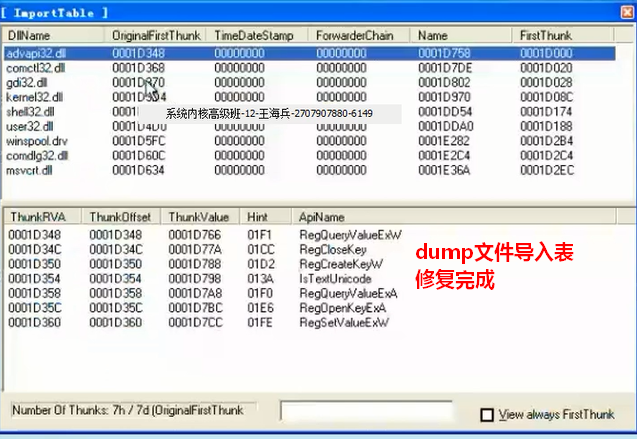 [ ImportTable ]
DllName OriginalFirstThunk TimeDateStamp ForwarderChain Name FirstThunk
advapi32.dll 0001D348 00000000 00000000 0001D758 0001D000
comctl32.dll 0001D368 00000000 00000000 0001D7DE 0001D020
gdi32.dll 0001D370 00000000 00000000 0001D802 0001D028
kernel32.dll 00000000 00000000 0001D970 0001D08C
shell32.dll 0001DD54 0001D174
系统内核高级班-12-王海兵-2707907880-6149
user32.dll 0001D4D0 00000000 00000000 0001DDA0 0001D188
winspool.drv 0001D5FC 00000000 00000000 0001E282 0001D2B4
comdlg32.dll 0001D60C 00000000 00000000 0001E2C4 0001D2C4
msvcrt.dll 0001D634 00000000 00000000 0001E36A 0001D2EC
ThunkRVA ThunkOffset ThunkValue Hint ApiName
0001D348 0001D348 0001D766 01F1 RegQueryValueExW
0001D34C 0001D34C 0001D77A 01CC RegCloseKey
0001D350 0001D350 0001D788 01D2 RegCreateKeyW
0001D354 0001D354 0001D798 013A IsTextUnicode
0001D358 0001D358 0001D7A8 01F0 RegQueryValueExA
0001D35C 0001D35C 0001D7BC 01E6 RegOpenKeyExA
0001D360 0001D360 0001D7CC 01FE RegSetValueExW
dump文件导入表
修复完成
Number Of Thunks: 7h / 7d (OriginalFirstThunk
View always FirstThunk